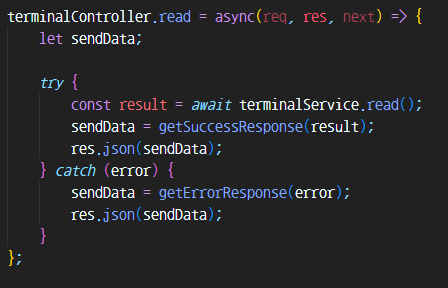 terminalController.read = async(req, res, next) => {
    let sendData;

    try {
        const result = await terminalService.read();
        sendData = getSuccessResponse(result);
        res.json(sendData);
    } catch (error) {
        sendData = getErrorResponse(error);
        res.json(sendData);
    }
};